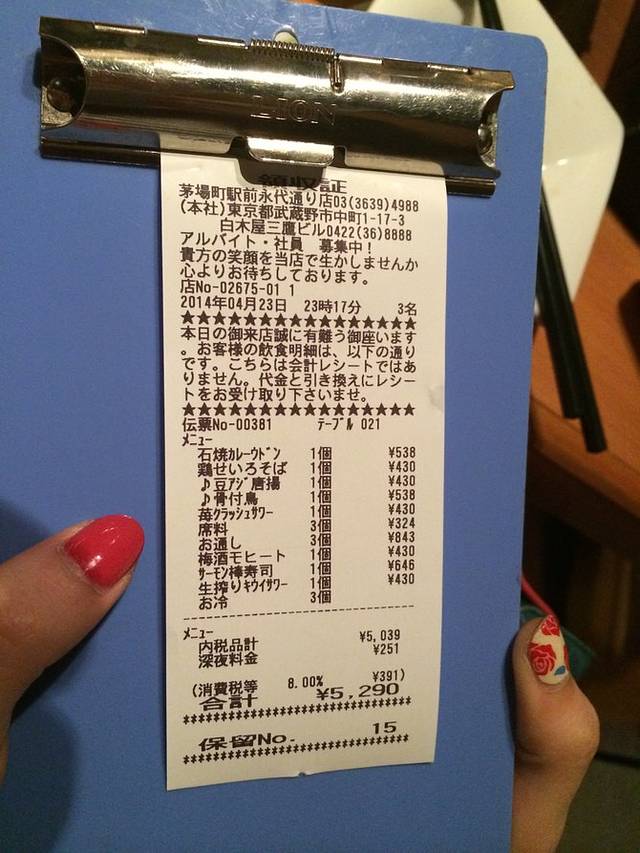 LION
領収証
茅場町駅前永代通り店03(3639)4988
(本社)東京都武蔵野市中町1-17-3
白木屋三鷹ビル0422(36)8888
アルバイト・社員 募集中!
貴方の笑顔を当店で生かしませんか
心よりお待ちしております。
店No-02675-01 1
2014年04月23日 23時17分 3名
★★★★★★★★★★★★★★★★
本日の御来店誠に有難う御座います
。お客様の飲食明細は、以下の通り
です。こちらは会計レシートではあ
りません。代金と引き換えにレシー
トをお受け取り下さいませ。
★★★★★★★★★★★★★★★★
伝票No-00381 テーブル 021
メニュー
石焼カレーウドン 1個 ¥538
鶏せいろそば 1個 ¥430
♪豆アジ唐揚 1個 ¥430
♪骨付鳥 1個 ¥538
苺クラッシュサワー 1個 ¥430
席料 3個 ¥324
お通し 3個 ¥843
梅酒モヒート 1個 ¥430
サーモン棒寿司 1個 ¥646
生搾りキウイサワー 1個 ¥430
お冷 3個
メニュー
内税品計 ¥5,039
深夜料金 ¥251
(消費税等 8.00% ¥391)
合計 ¥5,290
保留No. 15